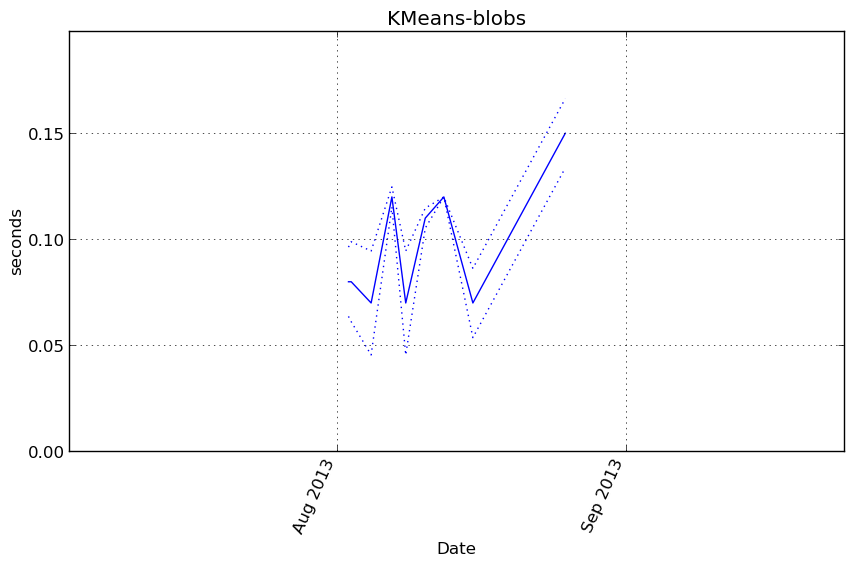 KMeans-blobs
0.15
0.10
0.05
0.00
seconds
Aug 2013
Sep 2013
Date